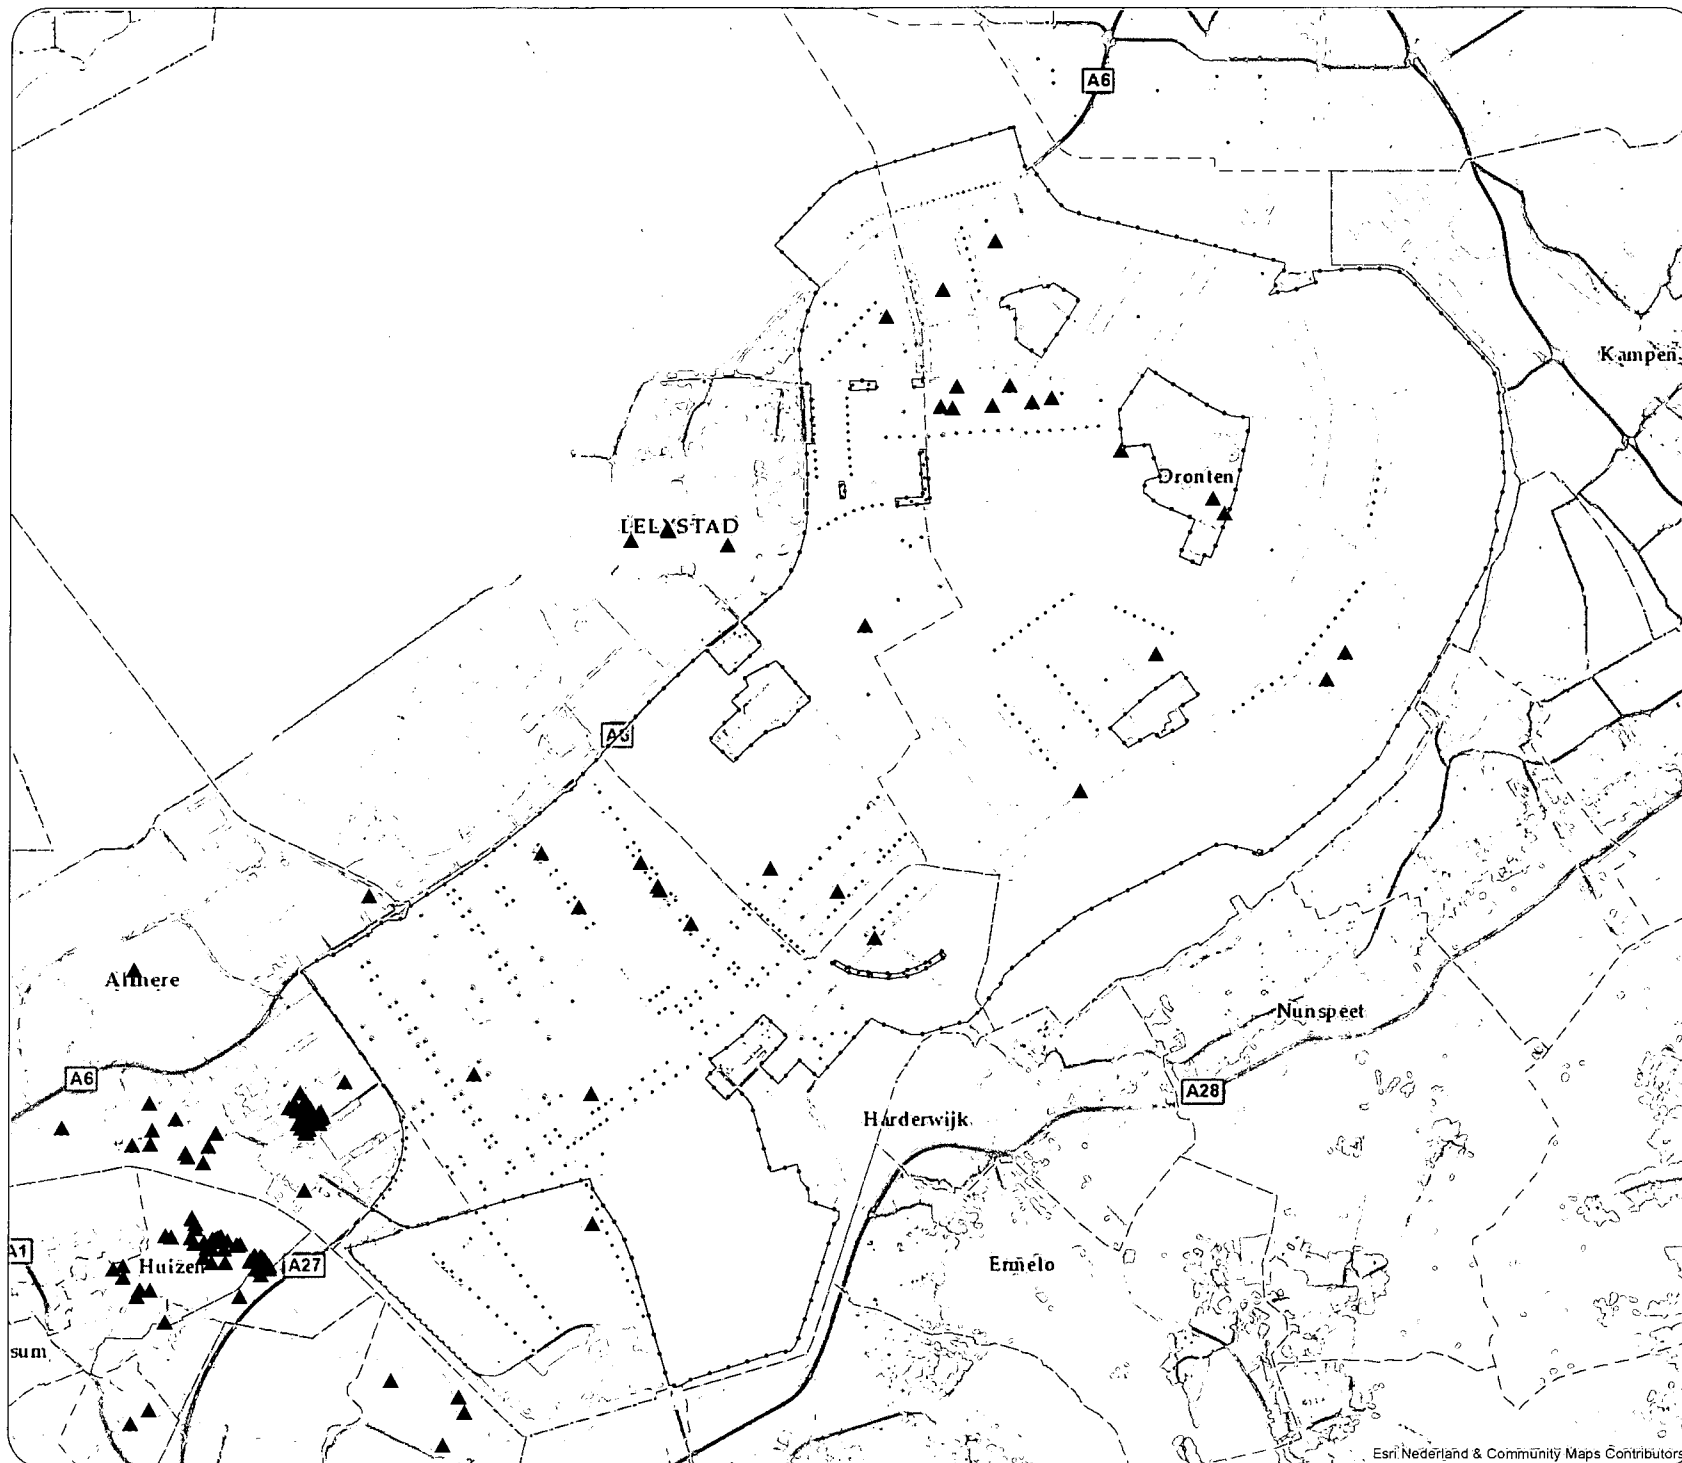 A6
Kampen
Dronten
LELYSTAD
A6
Almere
Nunspeet
A6
A28
Harderwijk
A1
Huizen
A27
Ermelo
sum
Esri Nederland & Community Maps Contributors